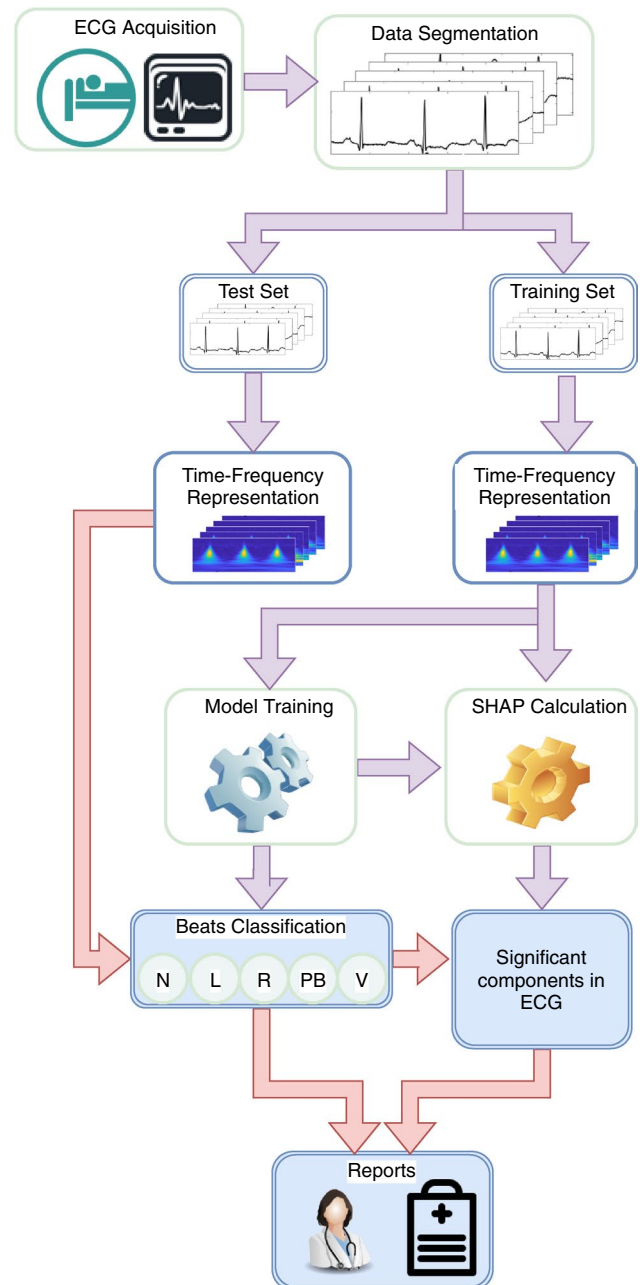 ECG Acquisition
Data Segmentation
Test Set
Training Set
Time-Frequency
Representation
Time-Frequency
Representation
Model Training
SHAP Calculation
Beats Classification
N L R PB V
Significant
components in
ECG
Reports